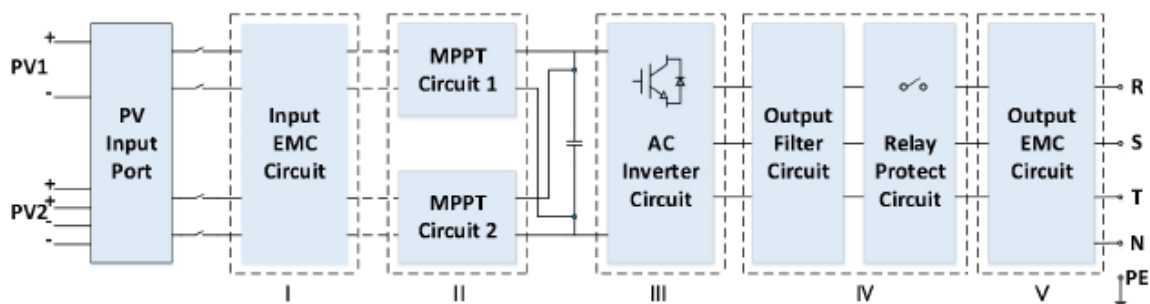 +
PV1
-
+
+
PV2
-
-
PV
Input
Port
Input
EMC
Circuit
MPPT
Circuit 1
MPPT
Circuit 2
AC
Inverter
Circuit
Output
Filter
Circuit
Relay
Protect
Circuit
Output
EMC
Circuit
R
S
T
N
PE
I
II
III
IV
V